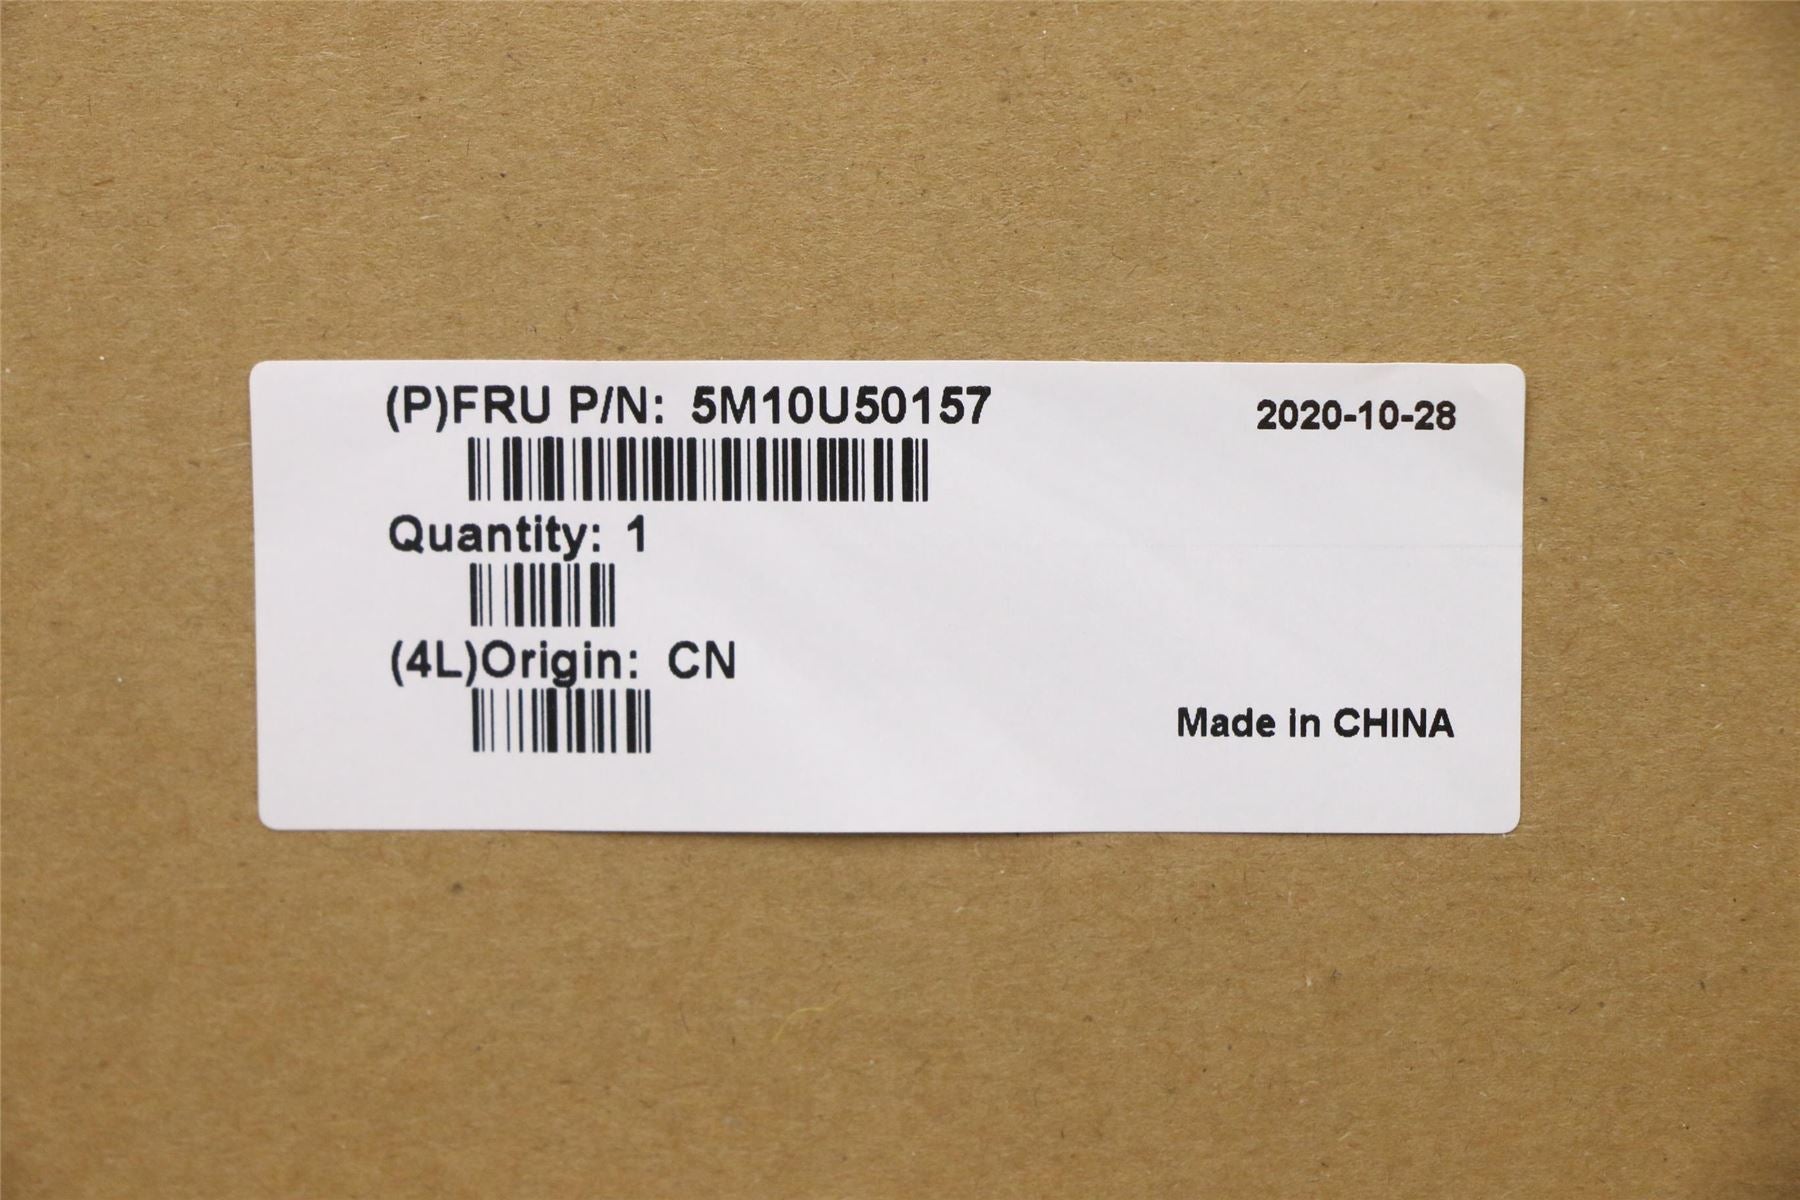 (P)FRU P/N: 5M10U50157
2020-10-28
Quantity: 1
(4L)Origin: CN
Made in CHINA